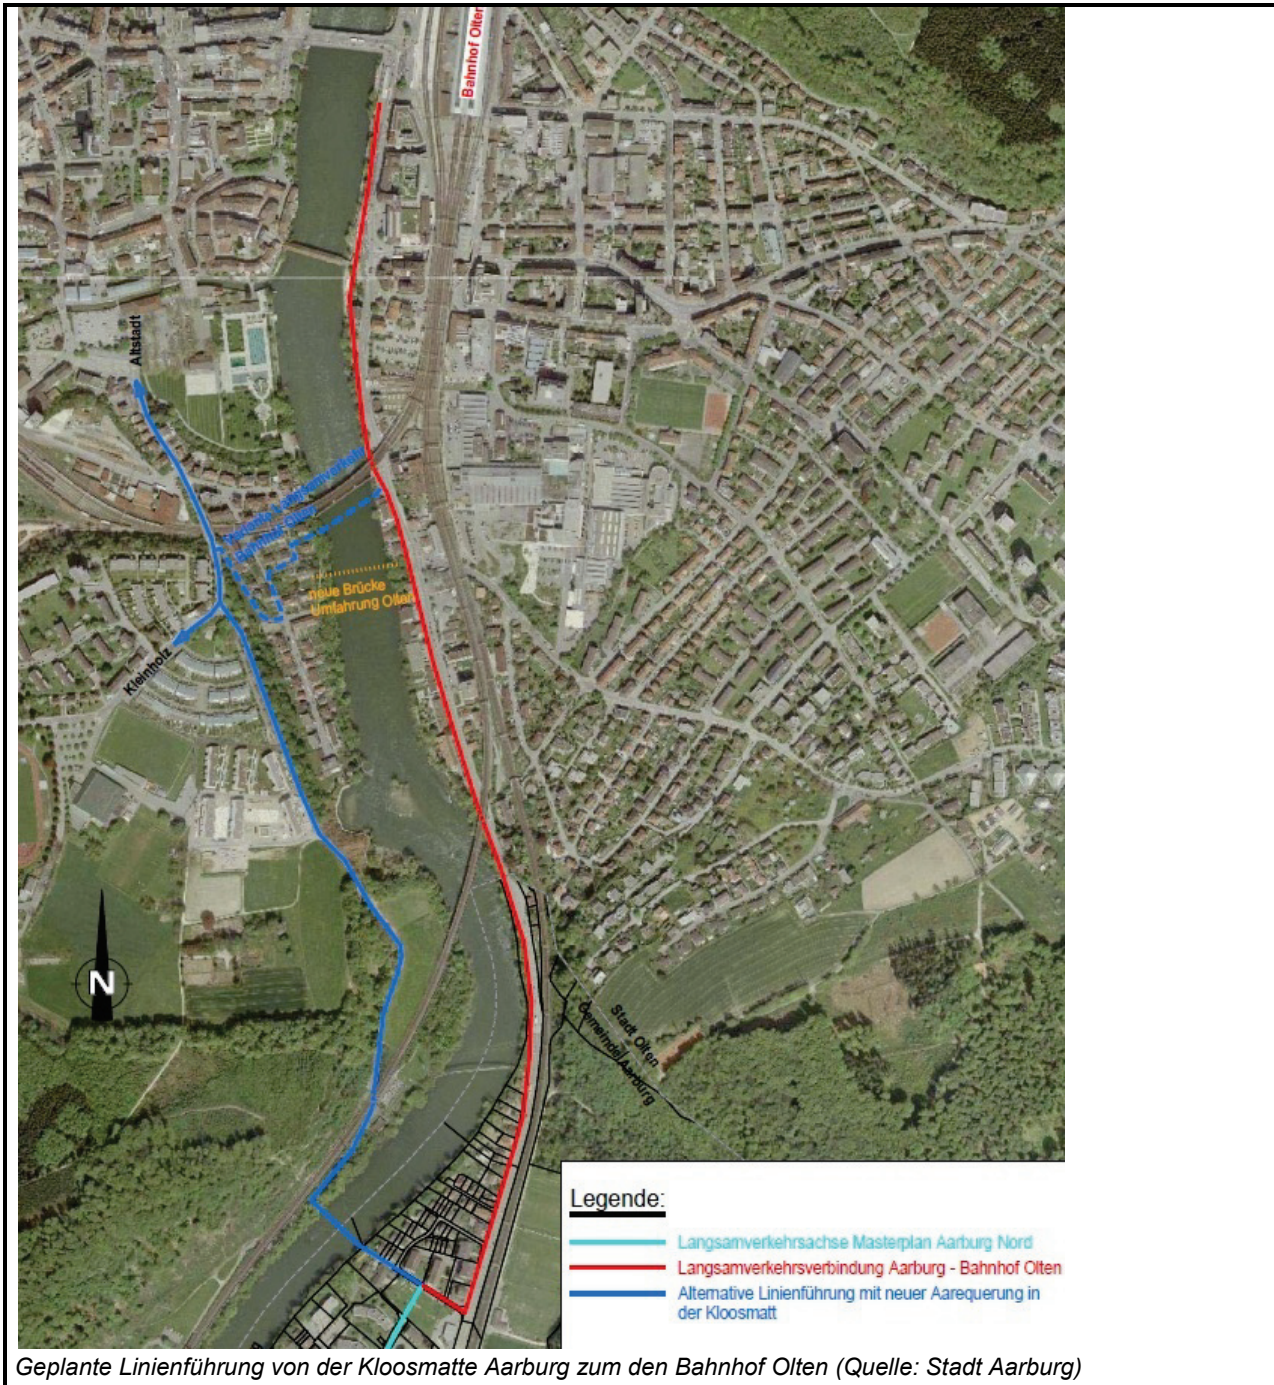 Bahnhof Olten
Altstadt
Variante Langsamverkehr
Bahnhof Olten
neue Brücke
Umfahrung Olten
Kleinholz
N
Stadt Olten
Gemeinde Aarburg
Legende:
Langsamverkehrsachse Masterplan Aarburg Nord
Langsamverkehrsverbindung Aarburg - Bahnhof Olten
Alternative Linienführung mit neuer Aarequerung in
der Kloosmatt
Geplante Linienführung von der Kloosmatte Aarburg zum den Bahnhof Olten (Quelle: Stadt Aarburg)